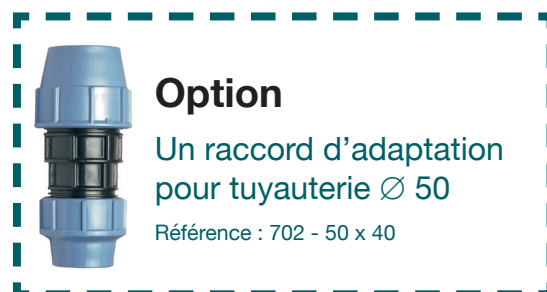 Option
Un raccord d’adaptation
pour tuyauterie ∅ 50
Référence : 702 - 50 x 40